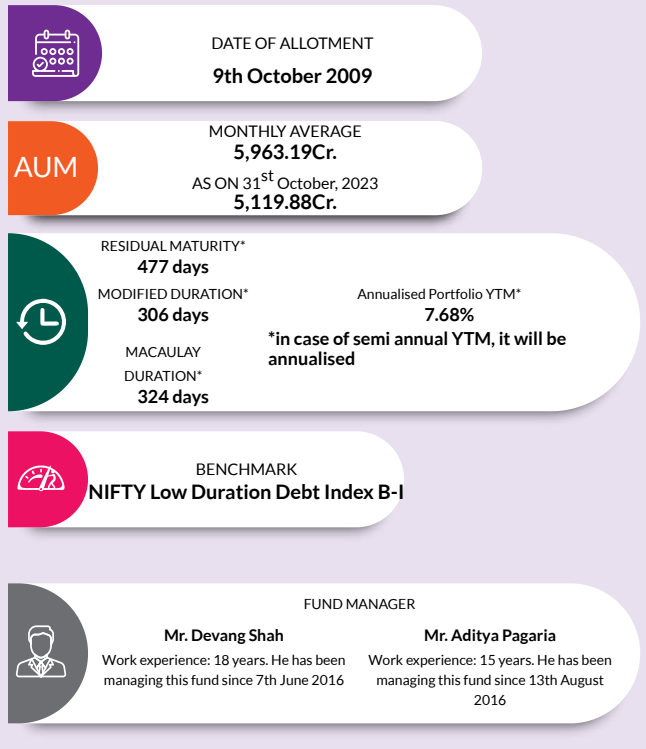 DATE OF ALLOTMENT
9th October 2009
AUM
MONTHLY AVERAGE
5,963.19Cr.
AS ON 31st October, 2023
5,119.88Cr.
RESIDUAL MATURITY*
477 days
MODIFIED DURATION*
306 days
MACAULAY
DURATION*
324 days
Annualised Portfolio YTM*
7.68%
*in case of semi annual YTM, it will be
annualised
BENCHMARK
NIFTY Low Duration Debt Index B-I
FUND MANAGER
Mr. Devang Shah
Work experience: 18 years. He has been
managing this fund since 7th June 2016
Mr. Aditya Pagaria
Work experience: 15 years. He has been
managing this fund since 13th August
2016